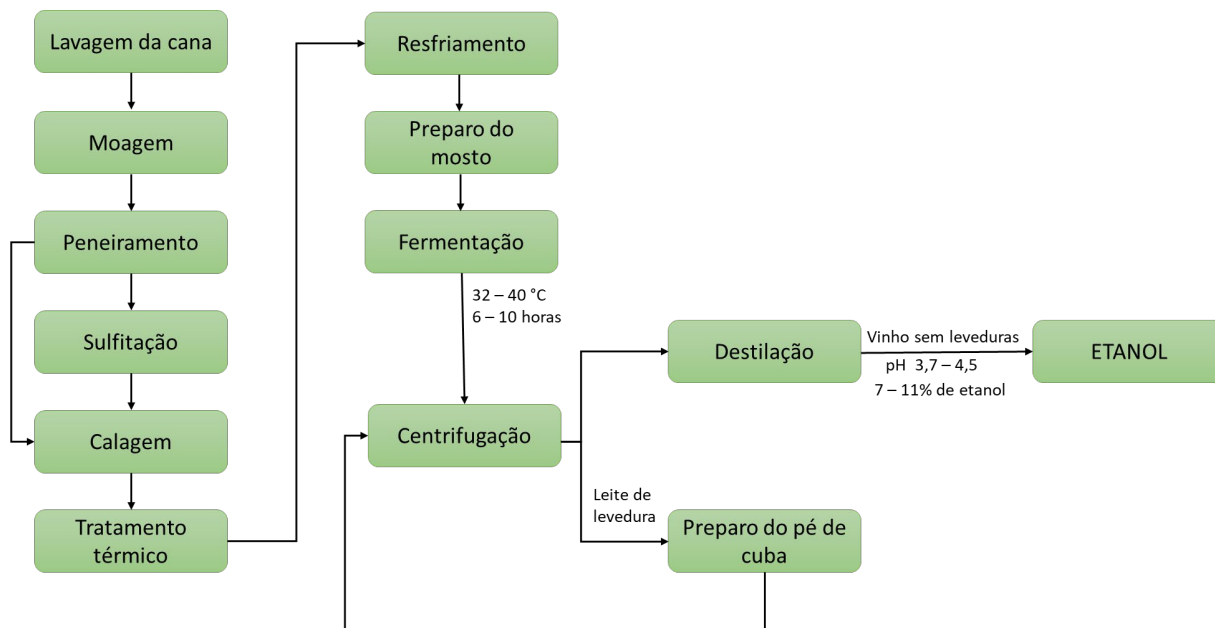 Lavagem da cana
Moagem
Peneiramento
Sulfitação
Calagem
Tratamento
térmico
Resfriamento
Preparo do
mosto
Fermentação
32 – 40 °C
6 – 10 horas
Centrifugação
Destilação
Vinho sem leveduras
pH 3,7 – 4,5
7 – 11% de etanol
ETANOL
Leite de
levedura
Preparo do pé de
cuba